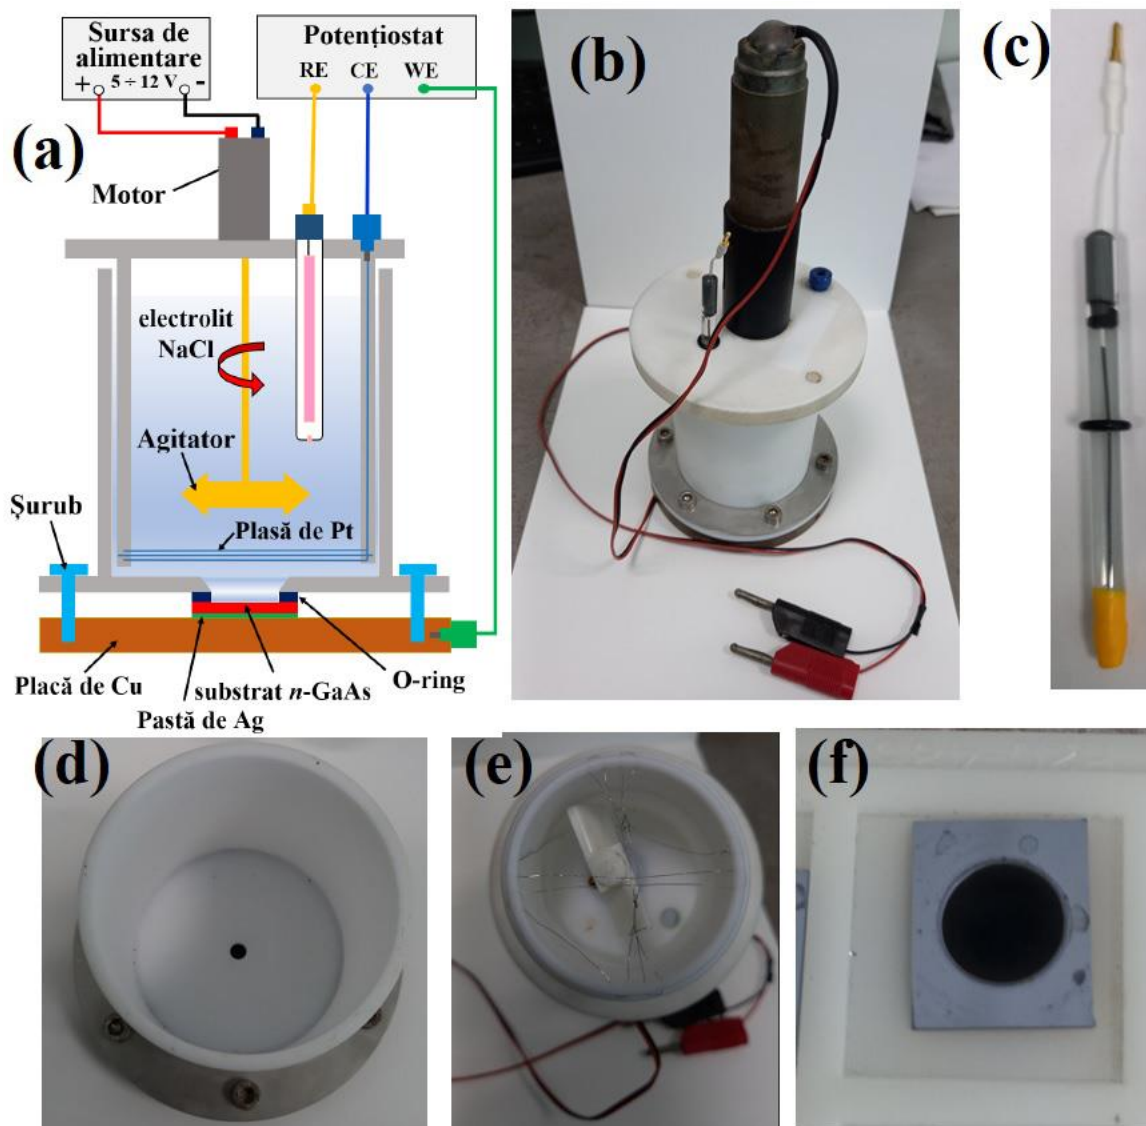 Sursa de
alimentare
+ 5 ÷ 12 V -
Potențiostat
RE CE WE
(a)
Motor
electrolit
NaCl
Agitator
Șurub
Plasă de Pt
Placă de Cu
substrat n-GaAs
O-ring
Pastă de Ag
(b)
(c)
(d)
(e)
(f)